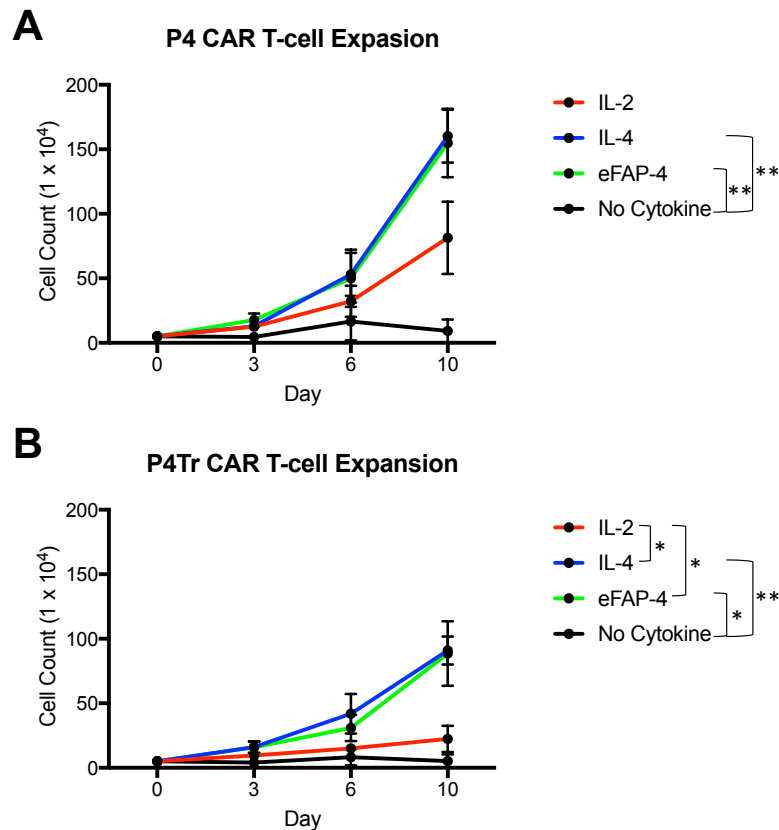 A
P4 CAR T-cell Expasion
200
150
100
50
0
Cell Count (1 x 10⁴)
0 3 6 10
Day
IL-2
IL-4
eFAP-4
No Cytokine
**
**
B
P4Tr CAR T-cell Expansion
200
150
100
50
0
Cell Count (1 x 10⁴)
0 3 6 10
Day
IL-2
IL-4
eFAP-4
No Cytokine
*
*
*
**